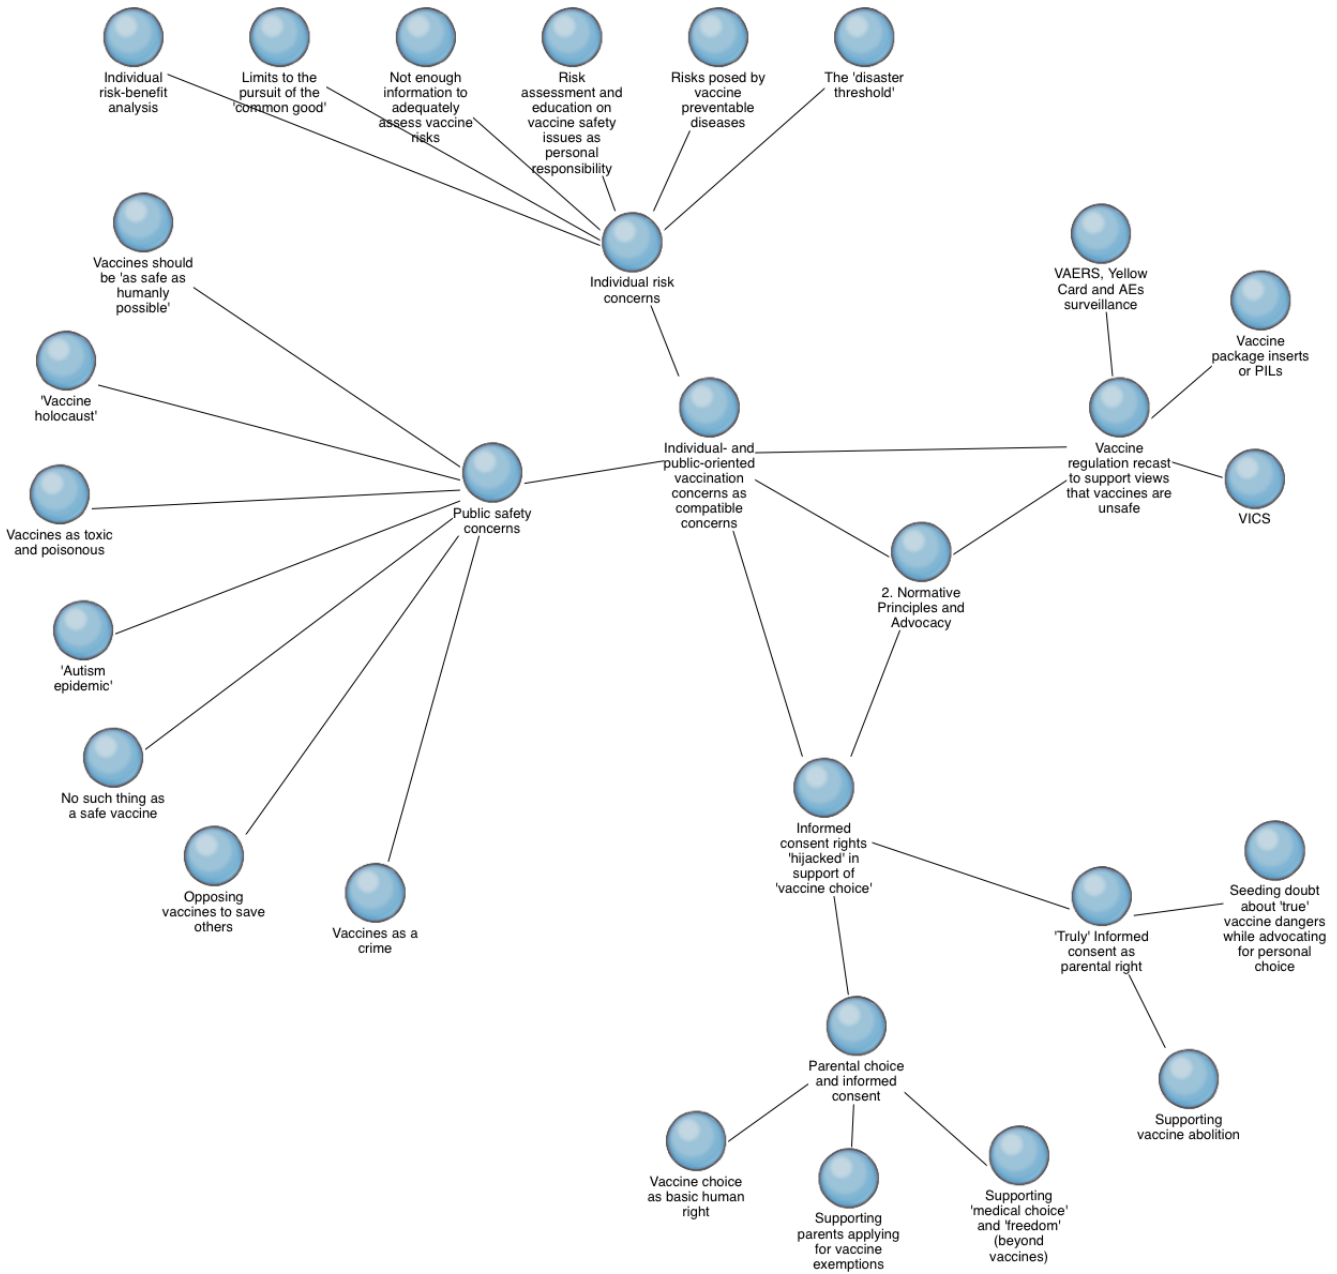 Individual
risk-benefit
analysis
Limits to the
pursuit of the
'common good'
Not enough
information to
adequately
assess vaccine
risks
Risk
assessment and
education on
vaccine safety
issues as
personal
responsibility
Risks posed by
vaccine
preventable
diseases
The 'disaster
threshold'
Vaccines should
be 'as safe as
humanly
possible'
Individual risk
concerns
VAERS, Yellow
Card and AEs
surveillance
Vaccine
package inserts
or PILs
'Vaccine
holocaust'
Individual- and
public-oriented
vaccination
concerns as
compatible
concerns
Vaccine
regulation recast
to support views
that vaccines are
unsafe
VICS
Public safety
concerns
Vaccines as toxic
and poisonous
2. Normative
Principles and
Advocacy
'Autism
epidemic'
No such thing as
a safe vaccine
Opposing
vaccines to save
others
Vaccines as a
crime
Informed
consent rights
'hijacked' in
support of
'vaccine choice'
'Truly' Informed
consent as
parental right
Seeding doubt
about 'true'
vaccine dangers
while advocating
for personal
choice
Parental choice
and informed
consent
Supporting
vaccine abolition
Vaccine choice
as basic human
right
Supporting
parents applying
for vaccine
exemptions
Supporting
'medical choice'
and 'freedom'
(beyond
vaccines)